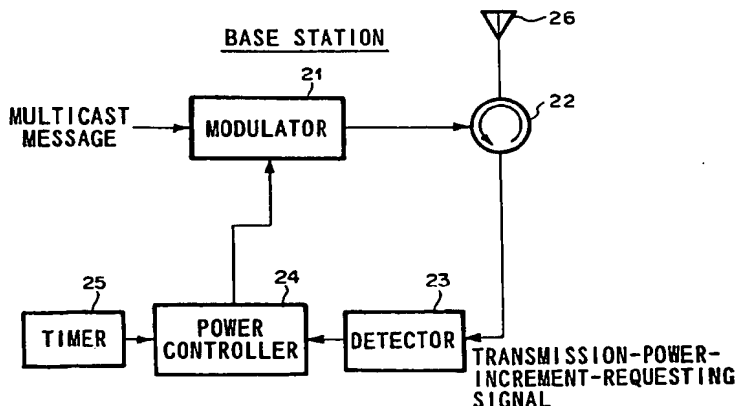 BASE STATION
26
21
22
MULTICAST
MESSAGE
MODULATOR
25
24
23
TIMER
POWER
CONTROLLER
DETECTOR
TRANSMISSION-POWER-
INCREMENT-REQUESTING
SIGNAL